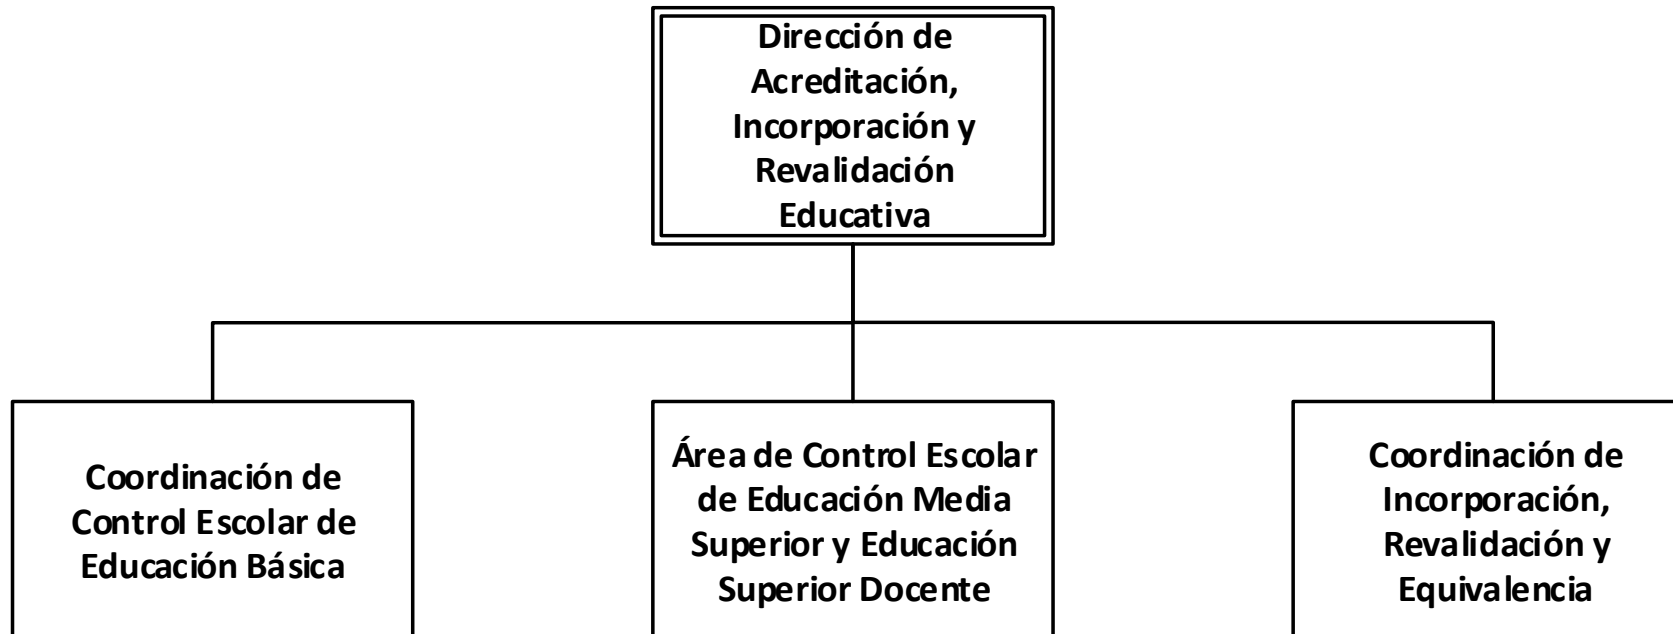 Dirección de
Acreditación,
Incorporación y
Revalidación
Educativa
Coordinación de
Control Escolar de
Educación Básica
Área de Control Escolar
de Educación Media
Superior y Educación
Superior Docente
Coordinación de
Incorporación,
Revalidación y
Equivalencia